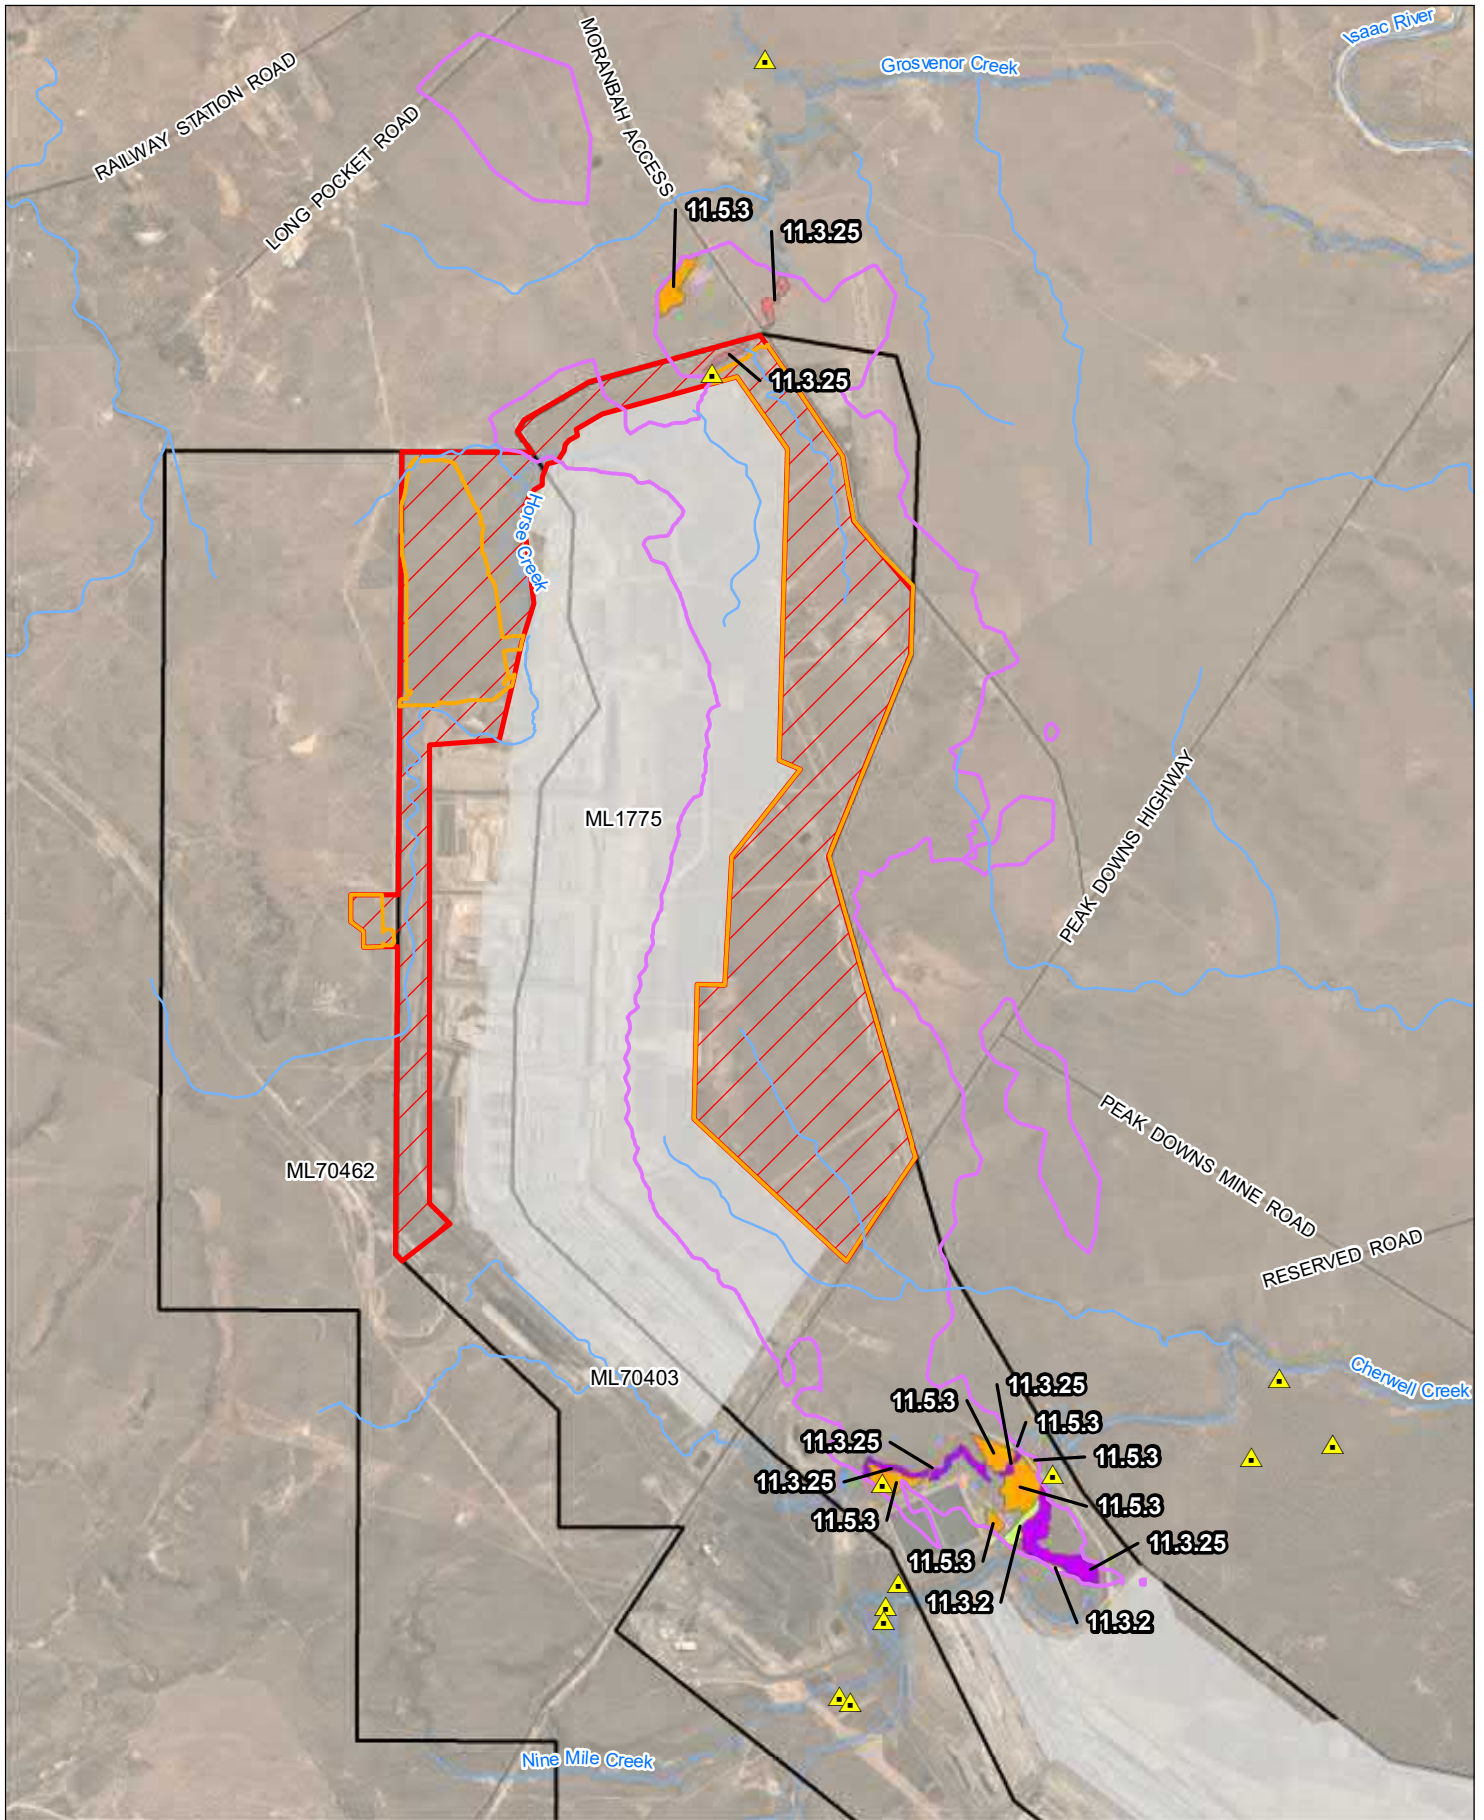 Isaac River
Grosvenor Creek
MORANBAH ACCESS
RAILWAY STATION ROAD
LONG POCKET ROAD
11.5.3
11.3.25
11.3.25
Horse Creek
ML1775
PEAK DOWNS HIGHWAY
PEAK DOWNS MINE ROAD
ML70462
RESERVED ROAD
ML70403
Cherwell Creek
11.3.25
11.5.3
11.5.3
11.3.25
11.5.3
11.3.25
11.5.3
11.5.3
11.3.25
11.5.3
11.3.2
11.3.2
Nine Mile Creek